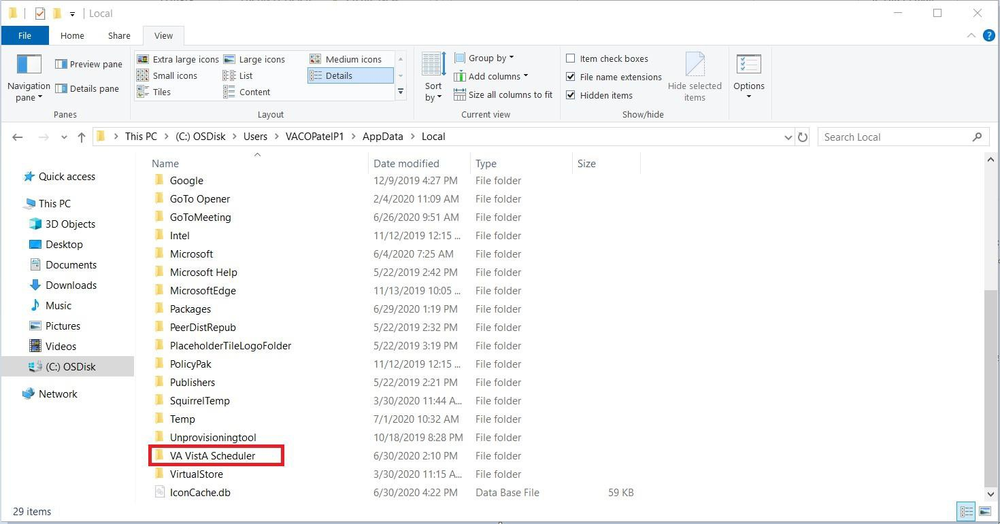 Local
File Home Share View
Preview pane
Details pane
Navigation pane
Panes
Extra large icons Large icons Medium icons
Small icons List Details
Tiles Content
Layout
Sort by
Group by
Add columns
Size all columns to fit
Current view
Item check boxes
File name extensions
Hidden items
Hide selected items
Show/hide
Options
This PC > (C:) OSDisk > Users > VACOPatelP1 > AppData > Local
Search Local
Quick access
This PC
3D Objects
Desktop
Documents
Downloads
Music
Pictures
Videos
(C:) OSDisk
Network
Name Date modified Type Size
Google 12/9/2019 4:27 PM File folder
GoTo Opener 2/4/2020 11:09 AM File folder
GoToMeeting 6/26/2020 9:51 AM File folder
Intel 11/12/2019 12:15 ... File folder
Microsoft 6/4/2020 7:25 AM File folder
Microsoft Help 5/22/2019 2:42 PM File folder
MicrosoftEdge 11/13/2019 10:05 ... File folder
Packages 6/29/2020 1:19 PM File folder
PeerDistRepub 5/22/2019 2:32 PM File folder
PlaceholderTileLogoFolder 5/22/2019 3:19 PM File folder
PolicyPak 11/12/2019 12:15 ... File folder
Publishers 5/22/2019 2:21 PM File folder
SquirrelTemp 3/30/2020 11:44 A... File folder
Temp 7/1/2020 10:32 AM File folder
Unprovisioningtool 10/18/2019 8:28 PM File folder
VA VistA Scheduler 6/30/2020 2:10 PM File folder
VirtualStore 3/30/2020 11:15 A... File folder
IconCache.db 6/30/2020 4:22 PM Data Base File 59 KB
29 items